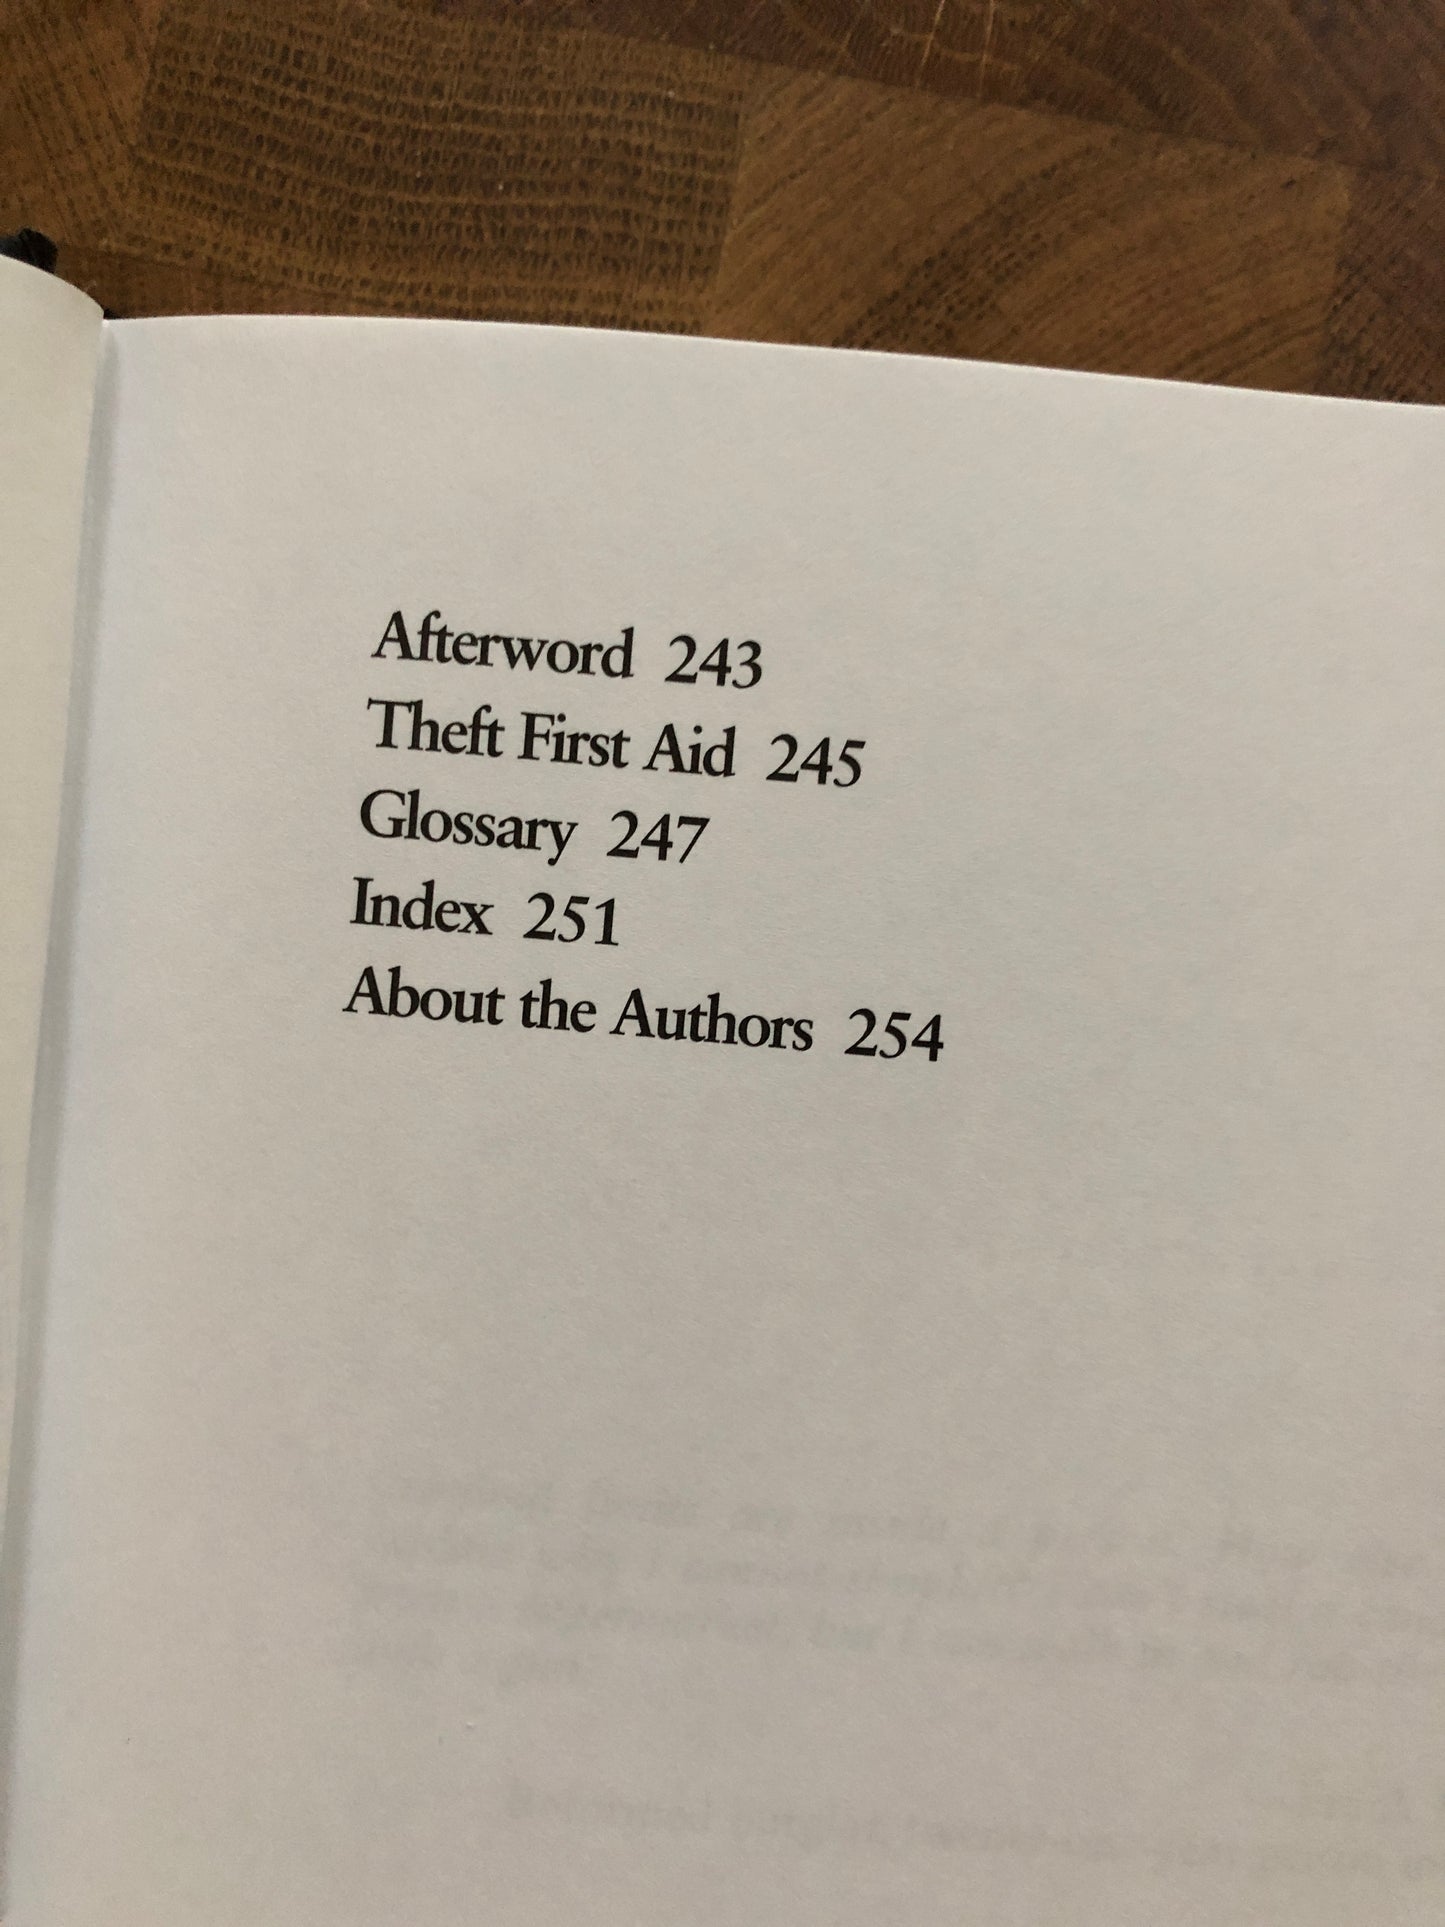 Afterword 243
Theft First Aid 245
Glossary 247
Index 251
About the Authors 254